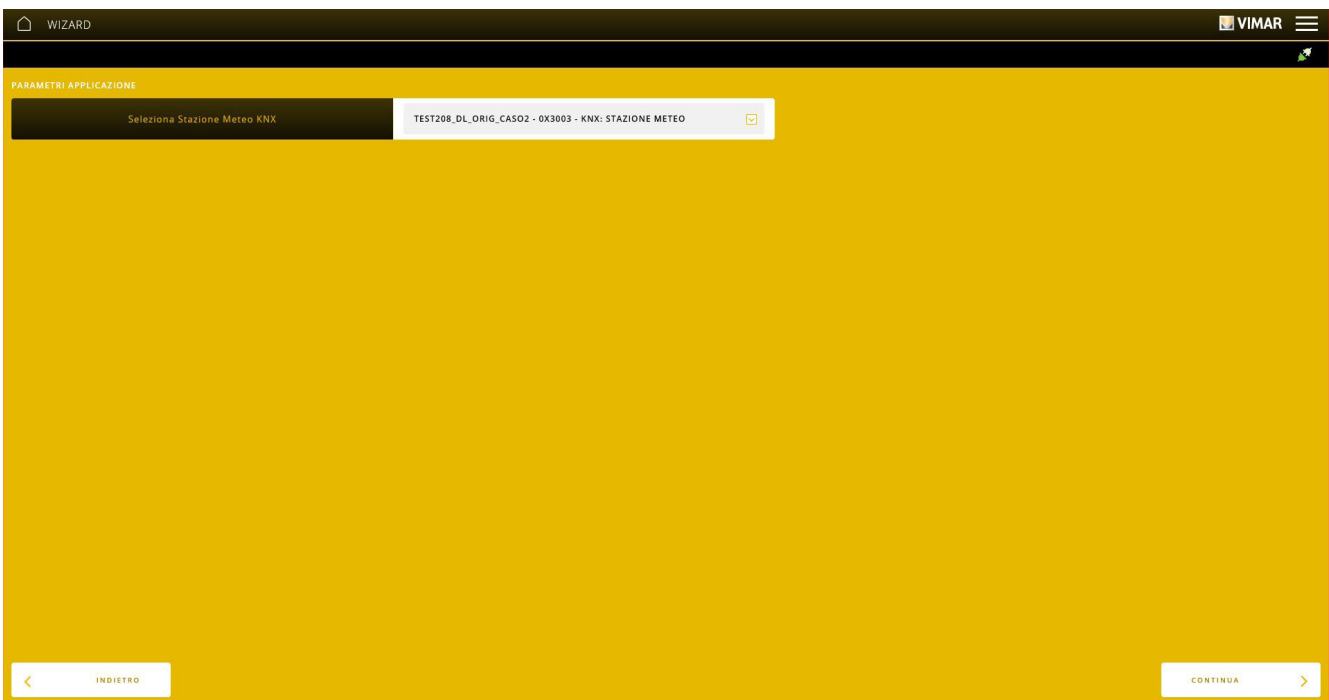 WIZARD
VIMAR
PARAMETRI APPLICAZIONE
Seleziona Stazione Meteo KNX
TEST208_DL_ORIG_CASO2 - 0X3003 - KNX: STAZIONE METEO
INDIETRO
CONTINUA